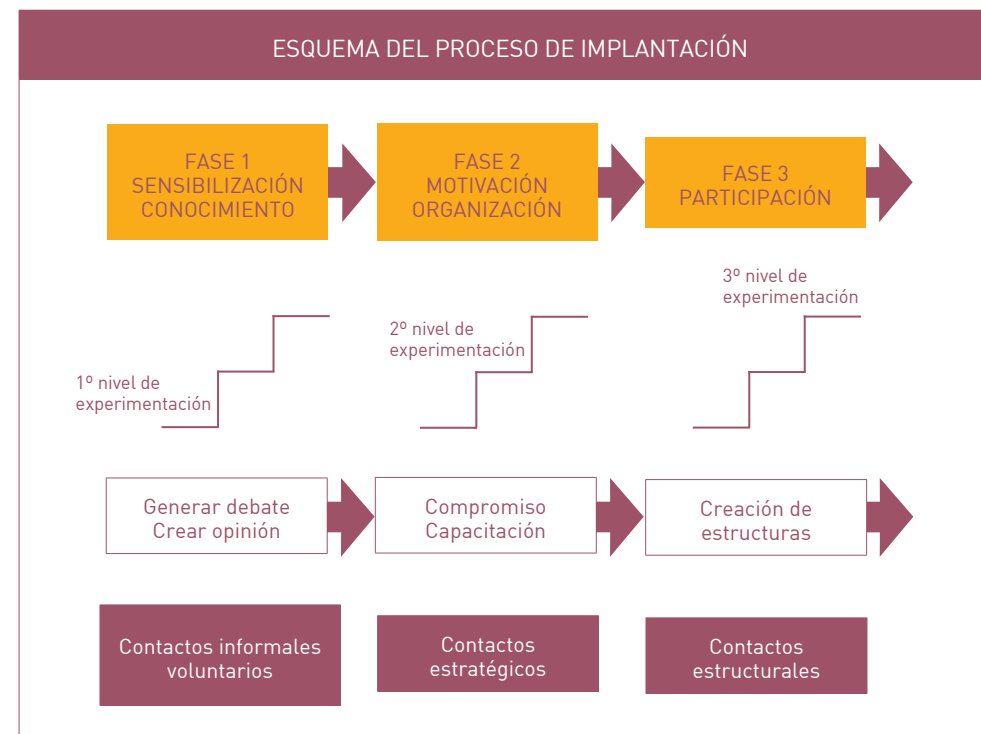 ESQUEMA DEL PROCESO DE IMPLANTACIÓN
FASE 1
SENSIBILIZACIÓN
CONOCIMIENTO
FASE 2
MOTIVACIÓN
ORGANIZACIÓN
FASE 3
PARTICIPACIÓN
1º nivel de
experimentación
2º nivel de
experimentación
3º nivel de
experimentación
Generar debate
Crear opinión
Compromiso
Capacitación
Creación de
estructuras
Contactos informales
voluntarios
Contactos
estratégicos
Contactos
estructurales